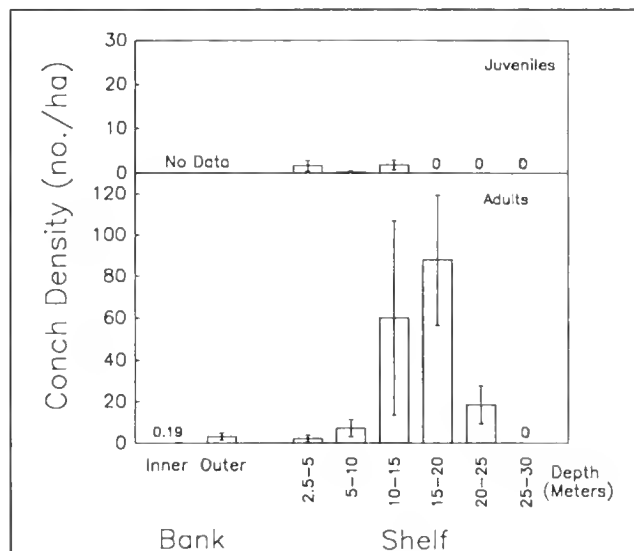 Conch Density (no./ha)
30
20
10
0
Juveniles
No Data
0 0 0
120
100
80
60
40
20
0
Adults
0.19
0
Inner Outer
2.5-5
5-10
10-15
15-20
20-25
25-30
Depth
(Meters)
Bank
Shelf